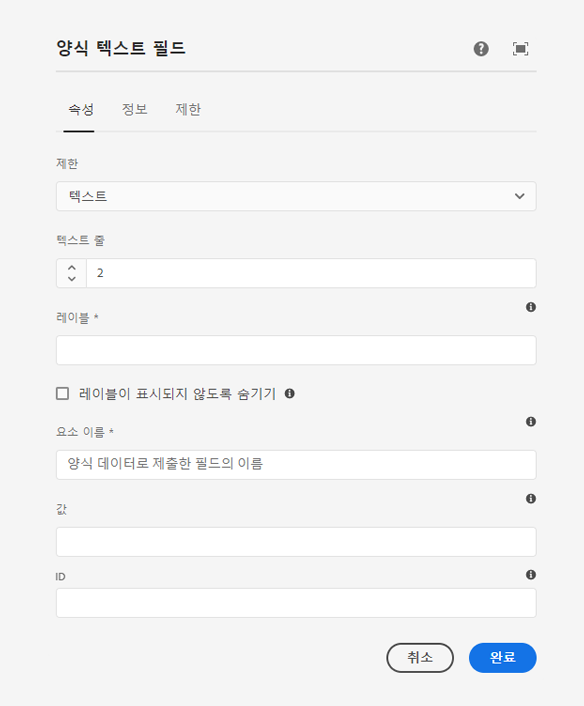 양식 텍스트 필드
속성 정보 제한
제한
텍스트
텍스트 줄
2
레이블 *
레이블이 표시되지 않도록 숨기기
요소 이름 *
양식 데이터로 제출한 필드의 이름
값
ID
취소 완료